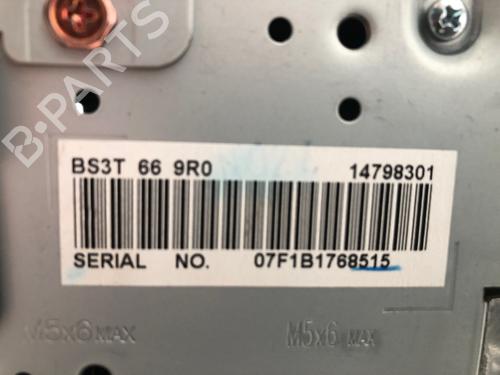 B-PARTS
BS3T 66 9R0 14798301
SERIAL NO. 07F1B1768515
M5x6 MAX M5x6 MAX